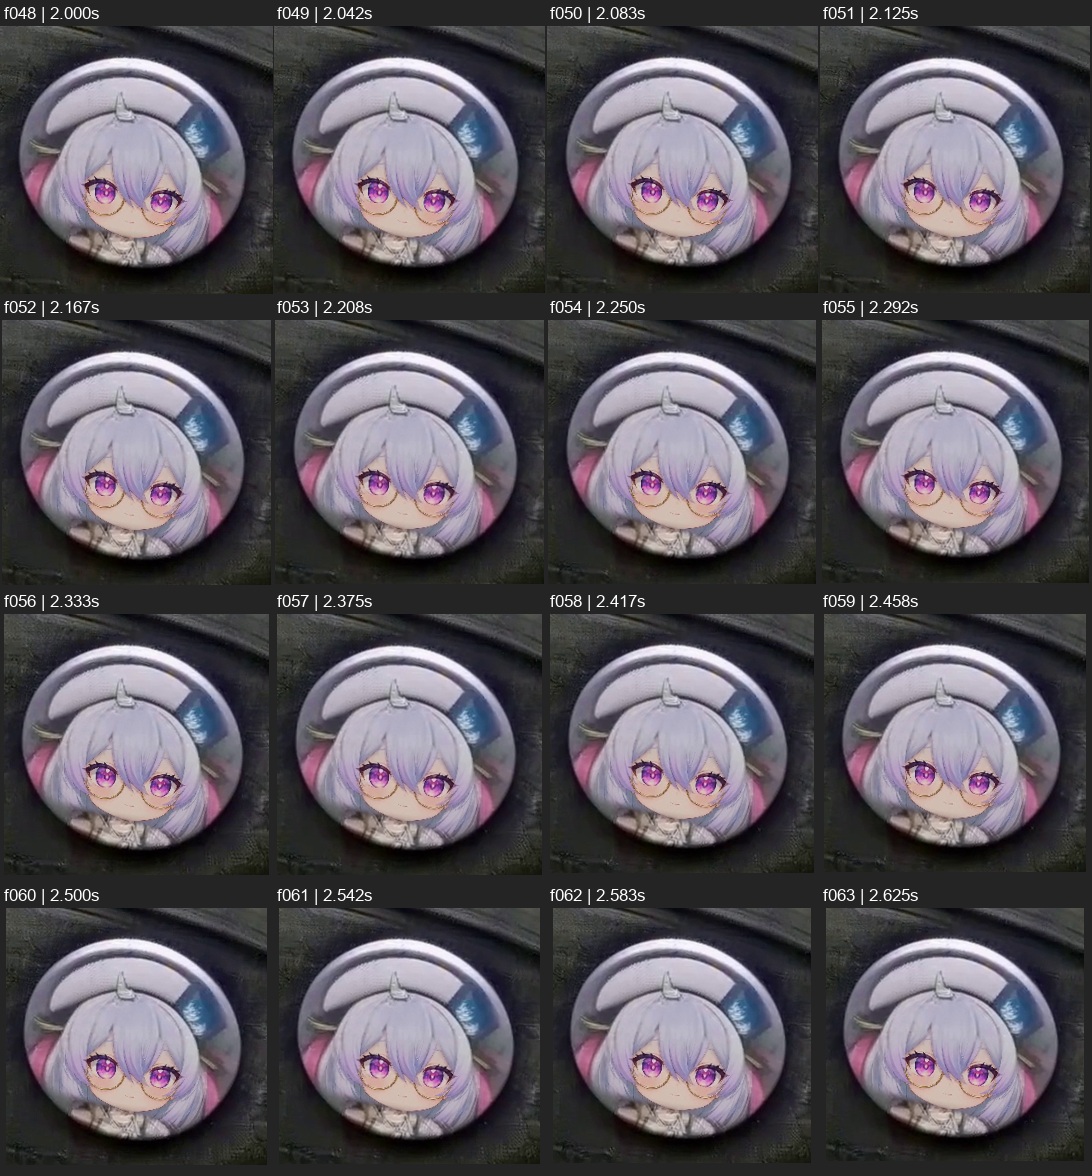 f048 | 2.000s
f049 | 2.042s
f050 | 2.083s
f051 | 2.125s
f052 | 2.167s
f053 | 2.208s
f054 | 2.250s
f055 | 2.292s
f056 | 2.333s
f057 | 2.375s
f058 | 2.417s
f059 | 2.458s
f060 | 2.500s
f061 | 2.542s
f062 | 2.583s
f063 | 2.625s